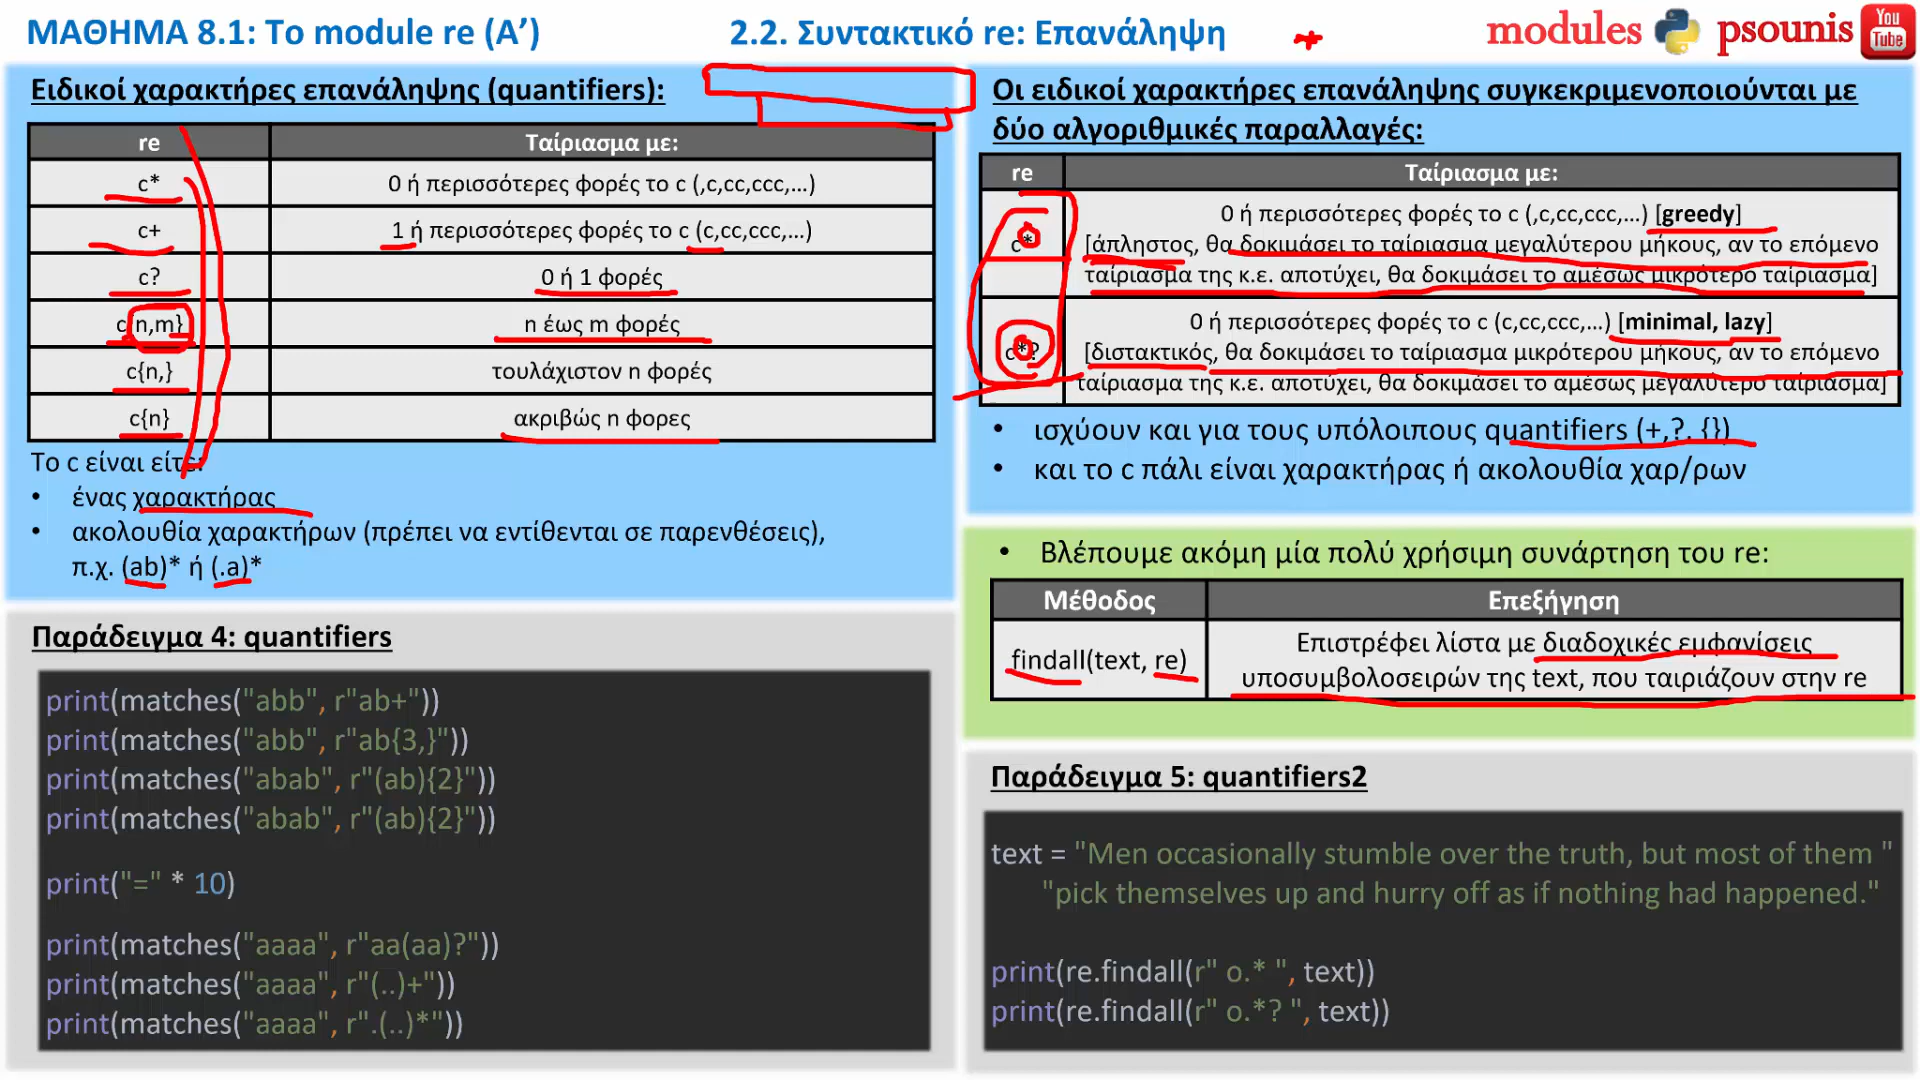 ΜΑΘΗΜΑ 8.1: Το module re (Α’)
2.2. Συντακτικό re: Επανάληψη
modules psounis You Tube
Ειδικοί χαρακτήρες επανάληψης (quantifiers):
re Ταίριασμα με:
c* 0 ή περισσότερες φορές το c (,c,cc,ccc,...)
c+ 1 ή περισσότερες φορές το c (c,cc,ccc,...)
c? 0 ή 1 φορές
c{n,m} n έως m φορές
c{n,} τουλάχιστον n φορές
c{n} ακριβώς n φορες
Το c είναι είτε:
• ένας χαρακτήρας
• ακολουθία χαρακτήρων (πρέπει να εντίθενται σε παρενθέσεις),
π.χ. (ab)* ή (.a)*
Παράδειγμα 4: quantifiers
print(matches("abb", r"ab+"))
print(matches("abb", r"ab{3,}"))
print(matches("abab", r"(ab){2}"))
print(matches("abab", r"(ab){2}"))
print("=" * 10)
print(matches("aaaa", r"aa(aa)?"))
print(matches("aaaa", r"(..)+"))
print(matches("aaaa", r".(..)*"))
Οι ειδικοί χαρακτήρες επανάληψης συγκεκριμενοποιούνται με
δύο αλγοριθμικές παραλλαγές:
re Ταίριασμα με:
0 ή περισσότερες φορές το c (,c,cc,ccc,...) [greedy]
c* [άπληστος, θα δοκιμάσει το ταίριασμα μεγαλύτερου μήκους, αν το επόμενο
ταίριασμα της κ.ε. αποτύχει, θα δοκιμάσει το αμέσως μικρότερο ταίριασμα]
0 ή περισσότερες φορές το c (c,cc,ccc,...) [minimal, lazy]
c*? [διστακτικός, θα δοκιμάσει το ταίριασμα μικρότερου μήκους, αν το επόμενο
ταίριασμα της κ.ε. αποτύχει, θα δοκιμάσει το αμέσως μεγαλύτερο ταίριασμα]
• ισχύουν και για τους υπόλοιπους quantifiers (+,?, {})
• και το c πάλι είναι χαρακτήρας ή ακολουθία χαρ/ρων
• Βλέπουμε ακόμη μία πολύ χρήσιμη συνάρτηση του re:
Μέθοδος Επεξήγηση
findall(text, re) Επιστρέφει λίστα με διαδοχικές εμφανίσεις
υποσυμβολοσειρών της text, που ταιριάζουν στην re
Παράδειγμα 5: quantifiers2
text = "Men occasionally stumble over the truth, but most of them "
"pick themselves up and hurry off as if nothing had happened."
print(re.findall(r" o.* ", text))
print(re.findall(r" o.*? ", text))